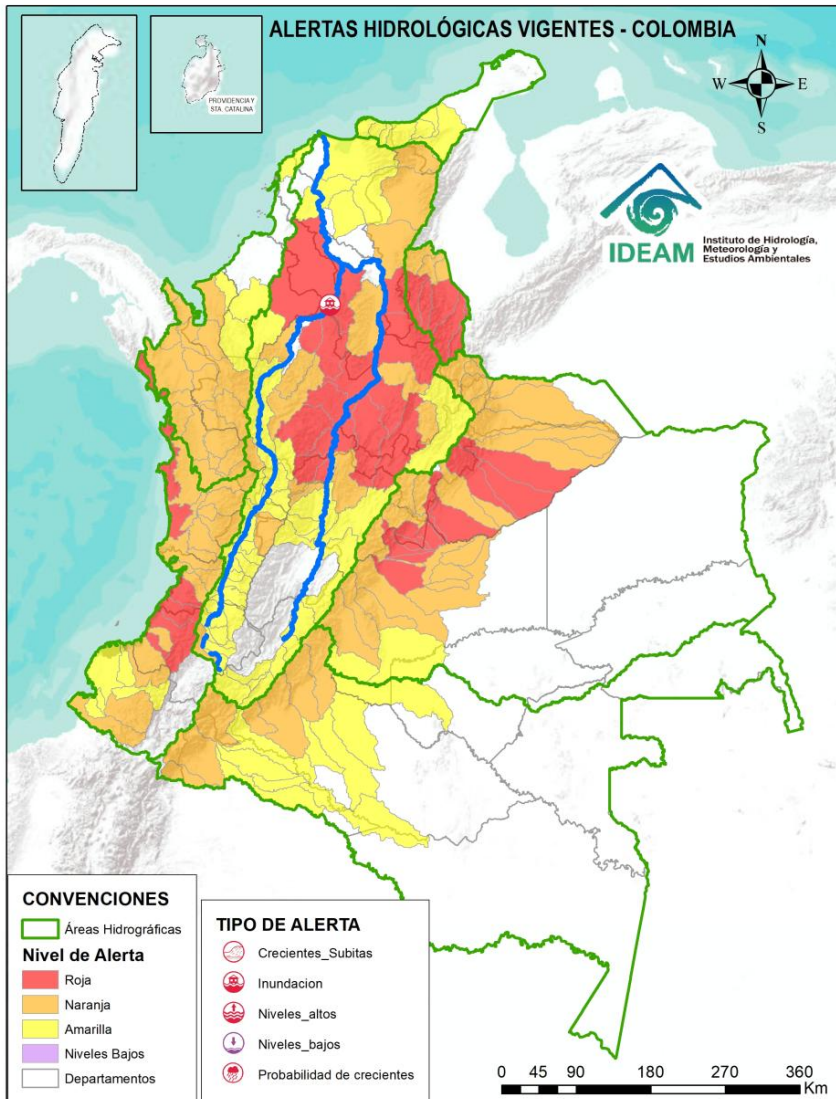 ALERTAS HIDROLÓGICAS VIGENTES - COLOMBIA
PROVIDENCIA Y
STA. CATALINA
N
W
E
S
IDEAM
Instituto de Hidrología,
Meteorología y
Estudios Ambientales
CONVENCIONES
Áreas Hidrográficas
Nivel de Alerta
Roja
Naranja
Amarilla
Niveles Bajos
Departamentos
TIPO DE ALERTA
Crecientes_Subitas
Inundacion
Niveles_altos
Niveles_bajos
Probabilidad de crecientes
0 45 90 180 270 360
Km